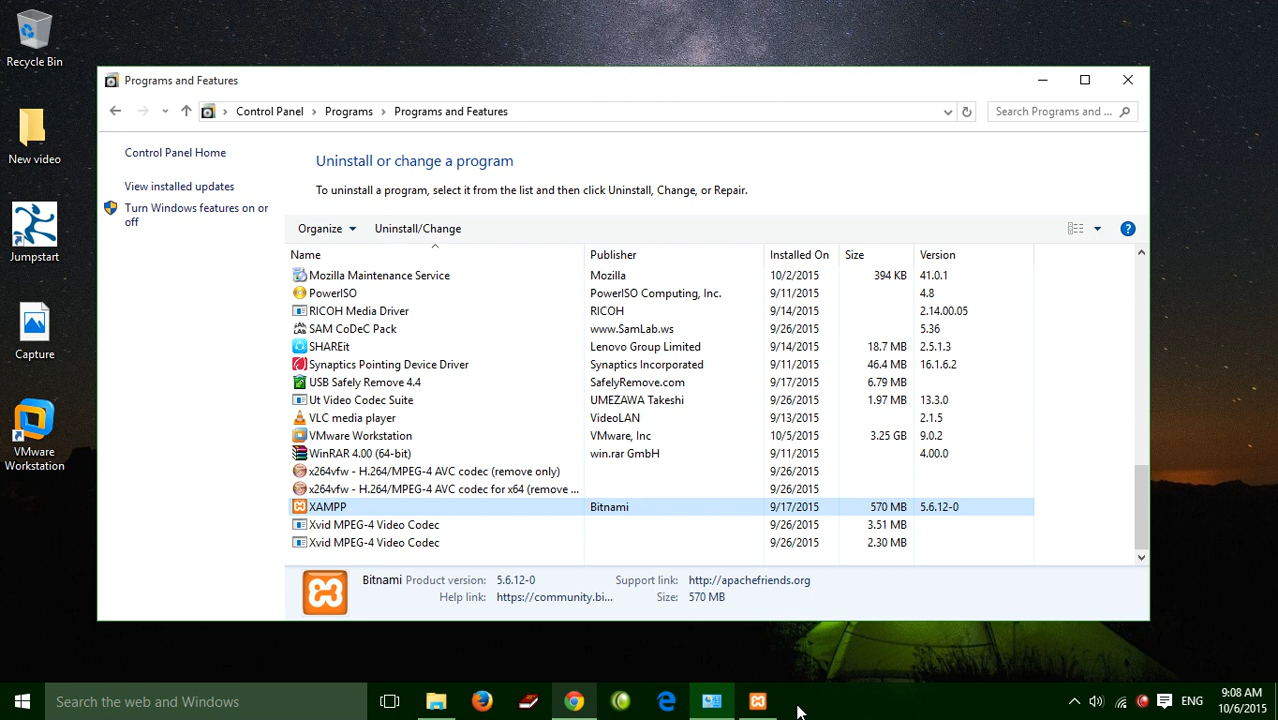 Recycle Bin
New video
Jumpstart
Capture
VMware
Workstation
Programs and Features
Control Panel > Programs > Programs and Features
Search Programs and ...
Control Panel Home
View installed updates
Turn Windows features on or
off
Uninstall or change a program
To uninstall a program, select it from the list and then click Uninstall, Change, or Repair.
Organize Uninstall/Change
Name Publisher Installed On Size Version
Mozilla Maintenance Service Mozilla 10/2/2015 394 KB 41.0.1
PowerISO PowerISO Computing, Inc. 9/11/2015 4.8
RICOH Media Driver RICOH 9/14/2015 2.14.00.05
SAM CoDeC Pack www.SamLab.ws 9/26/2015 5.36
SHAREit Lenovo Group Limited 9/14/2015 18.7 MB 2.5.1.3
Synaptics Pointing Device Driver Synaptics Incorporated 9/11/2015 46.4 MB 16.1.6.2
USB Safely Remove 4.4 SafelyRemove.com 9/17/2015 6.79 MB
Ut Video Codec Suite UMEZAWA Takeshi 9/26/2015 1.97 MB 13.3.0
VLC media player VideoLAN 9/13/2015 2.1.5
VMware Workstation VMware, Inc 10/5/2015 3.25 GB 9.0.2
WinRAR 4.00 (64-bit) win.rar GmbH 9/11/2015 4.00.0
x264vfw - H.264/MPEG-4 AVC codec (remove only) 9/26/2015
x264vfw - H.264/MPEG-4 AVC codec for x64 (remove ... 9/26/2015
XAMPP Bitnami 9/17/2015 570 MB 5.6.12-0
Xvid MPEG-4 Video Codec 9/26/2015 3.51 MB
Xvid MPEG-4 Video Codec 9/26/2015 2.30 MB
Bitnami Product version: 5.6.12-0 Support link: http://apachefriends.org
Help link: https://community.bi... Size: 570 MB
Search the web and Windows
ENG
9:08 AM
10/6/2015